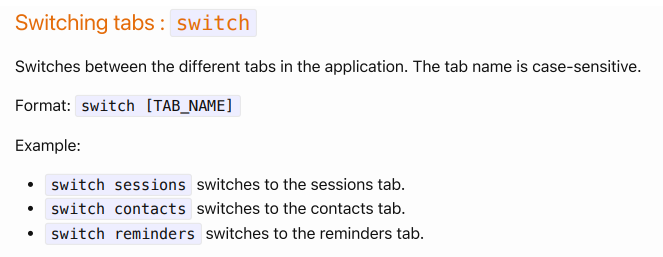 Switching tabs : switch
Switches between the different tabs in the application. The tab name is case-sensitive.
Format: switch [TAB_NAME]
Example:
• switch sessions switches to the sessions tab.
• switch contacts switches to the contacts tab.
• switch reminders switches to the reminders tab.